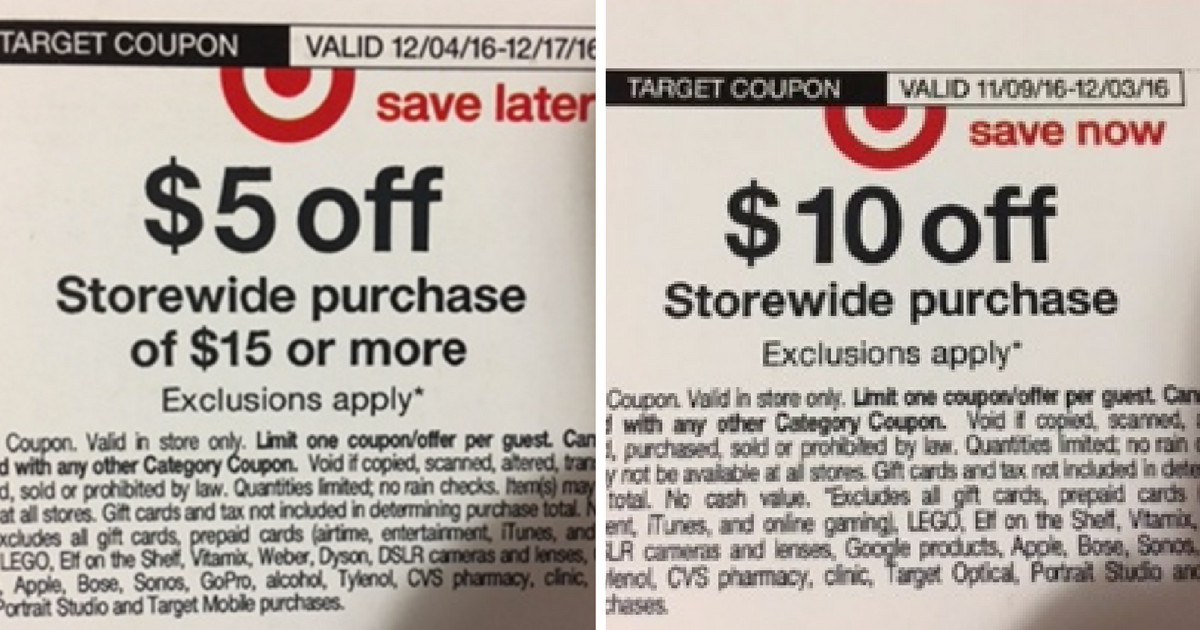 TARGET COUPON VALID 12/04/16-12/17/16
save later
$5 off
Storewide purchase
of $15 or more
Exclusions apply*
Coupon. Valid in store only. Limit one coupon/offer per guest. Can
d with any other Category Coupon. Void if copied, scanned, altered, tran
d, sold or prohibited by law. Quantities limited; no rain checks. Item(s) may
at all stores. Gift cards and tax not included in determining purchase total. N
xcludes all gift cards, prepaid cards (airtime, entertainment, iTunes, and
LEGO, Elf on the Shelf, Vitamix, Weber, Dyson, DSLR cameras and lenses,
, Apple, Bose, Sonos, GoPro, alcohol, Tylenol, CVS pharmacy, clinic,
Portrait Studio and Target Mobile purchases.
TARGET COUPON VALID 11/09/16-12/03/16
save now
$10 off
Storewide purchase
Exclusions apply*
Coupon. Valid in store only. Limit one coupon/offer per guest. Can
d with any other Category Coupon. Void if copied, scanned,
d, purchased, sold or prohibited by law. Quantities limited; no rain
y not be available at all stores. Gift cards and tax not included in dete
total. No cash value. *Excludes all gift cards, prepaid cards
ent, iTunes, and online gaming), LEGO, Elf on the Shelf, Vitamix,
SLR cameras and lenses, Google products, Apple, Bose, Sonos,
lenol, CVS pharmacy, clinic, Target Optical, Portrait Studio and
chases.